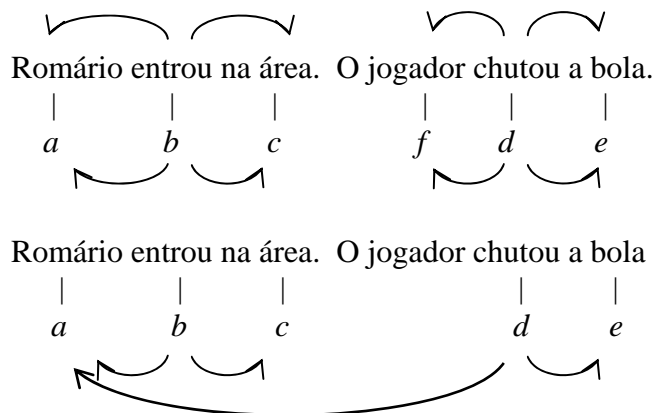 Romário entrou na área. O jogador chutou a bola.
| | | | | |
a b c f d e
Romário entrou na área. O jogador chutou a bola
| | | | |
a b c d e